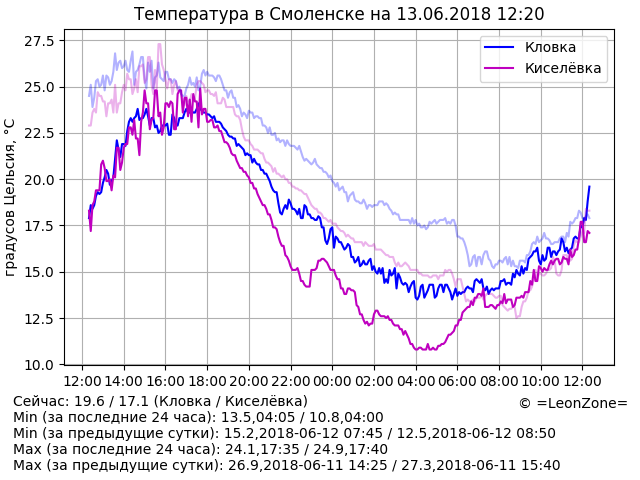 Температура в Смоленске на 13.06.2018 12:20
градусов Цельсия, °C
27.5
25.0
22.5
20.0
17.5
15.0
12.5
10.0
Кловка
Киселёвка
12:00 14:00 16:00 18:00 20:00 22:00 00:00 02:00 04:00 06:00 08:00 10:00 12:00
© =LeonZone=
Сейчас: 19.6 / 17.1 (Кловка / Киселёвка)
Min (за последние 24 часа): 13.5,04:05 / 10.8,04:00
Min (за предыдущие сутки): 15.2,2018-06-12 07:45 / 12.5,2018-06-12 08:50
Max (за последние 24 часа): 24.1,17:35 / 24.9,17:40
Max (за предыдущие сутки): 26.9,2018-06-11 14:25 / 27.3,2018-06-11 15:40